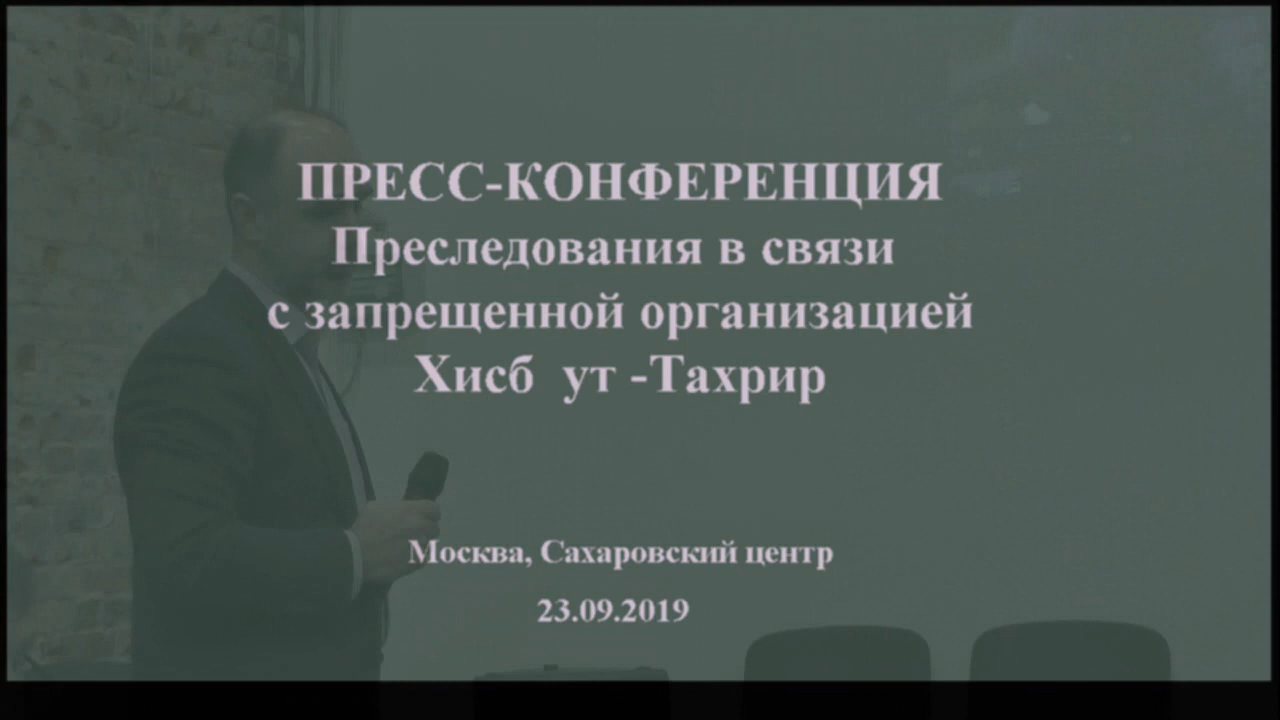 ПРЕСС-КОНФЕРЕНЦИЯ
Преследования в связи
с запрещенной организацией
Хисб ут -Тахрир
Москва, Сахаровский центр
23.09.2019